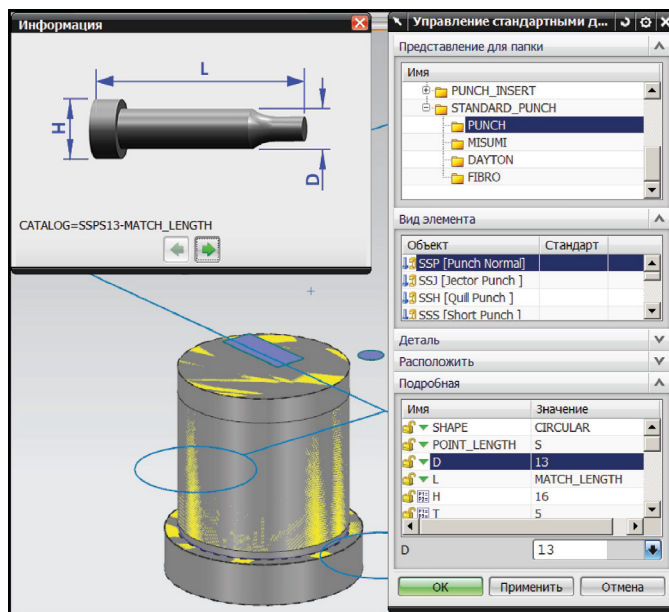 Информация
L
H
D
CATALOG=SSPS13-MATCH_LENGTH
Управление стандартными д...
Представление для папки
Имя
PUNCH_INSERT
STANDARD_PUNCH
PUNCH
MISUMI
DAYTON
FIBRO
Вид элемента
Объект Стандарт
SSP [Punch Normal]
SSJ [Jector Punch ]
SSH [Quill Punch ]
SSS [Short Punch ]
Деталь
Расположить
Подробная
Имя Значение
SHAPE CIRCULAR
POINT_LENGTH S
D 13
L MATCH_LENGTH
H 16
T 5
D 13
ОК Применить Отмена